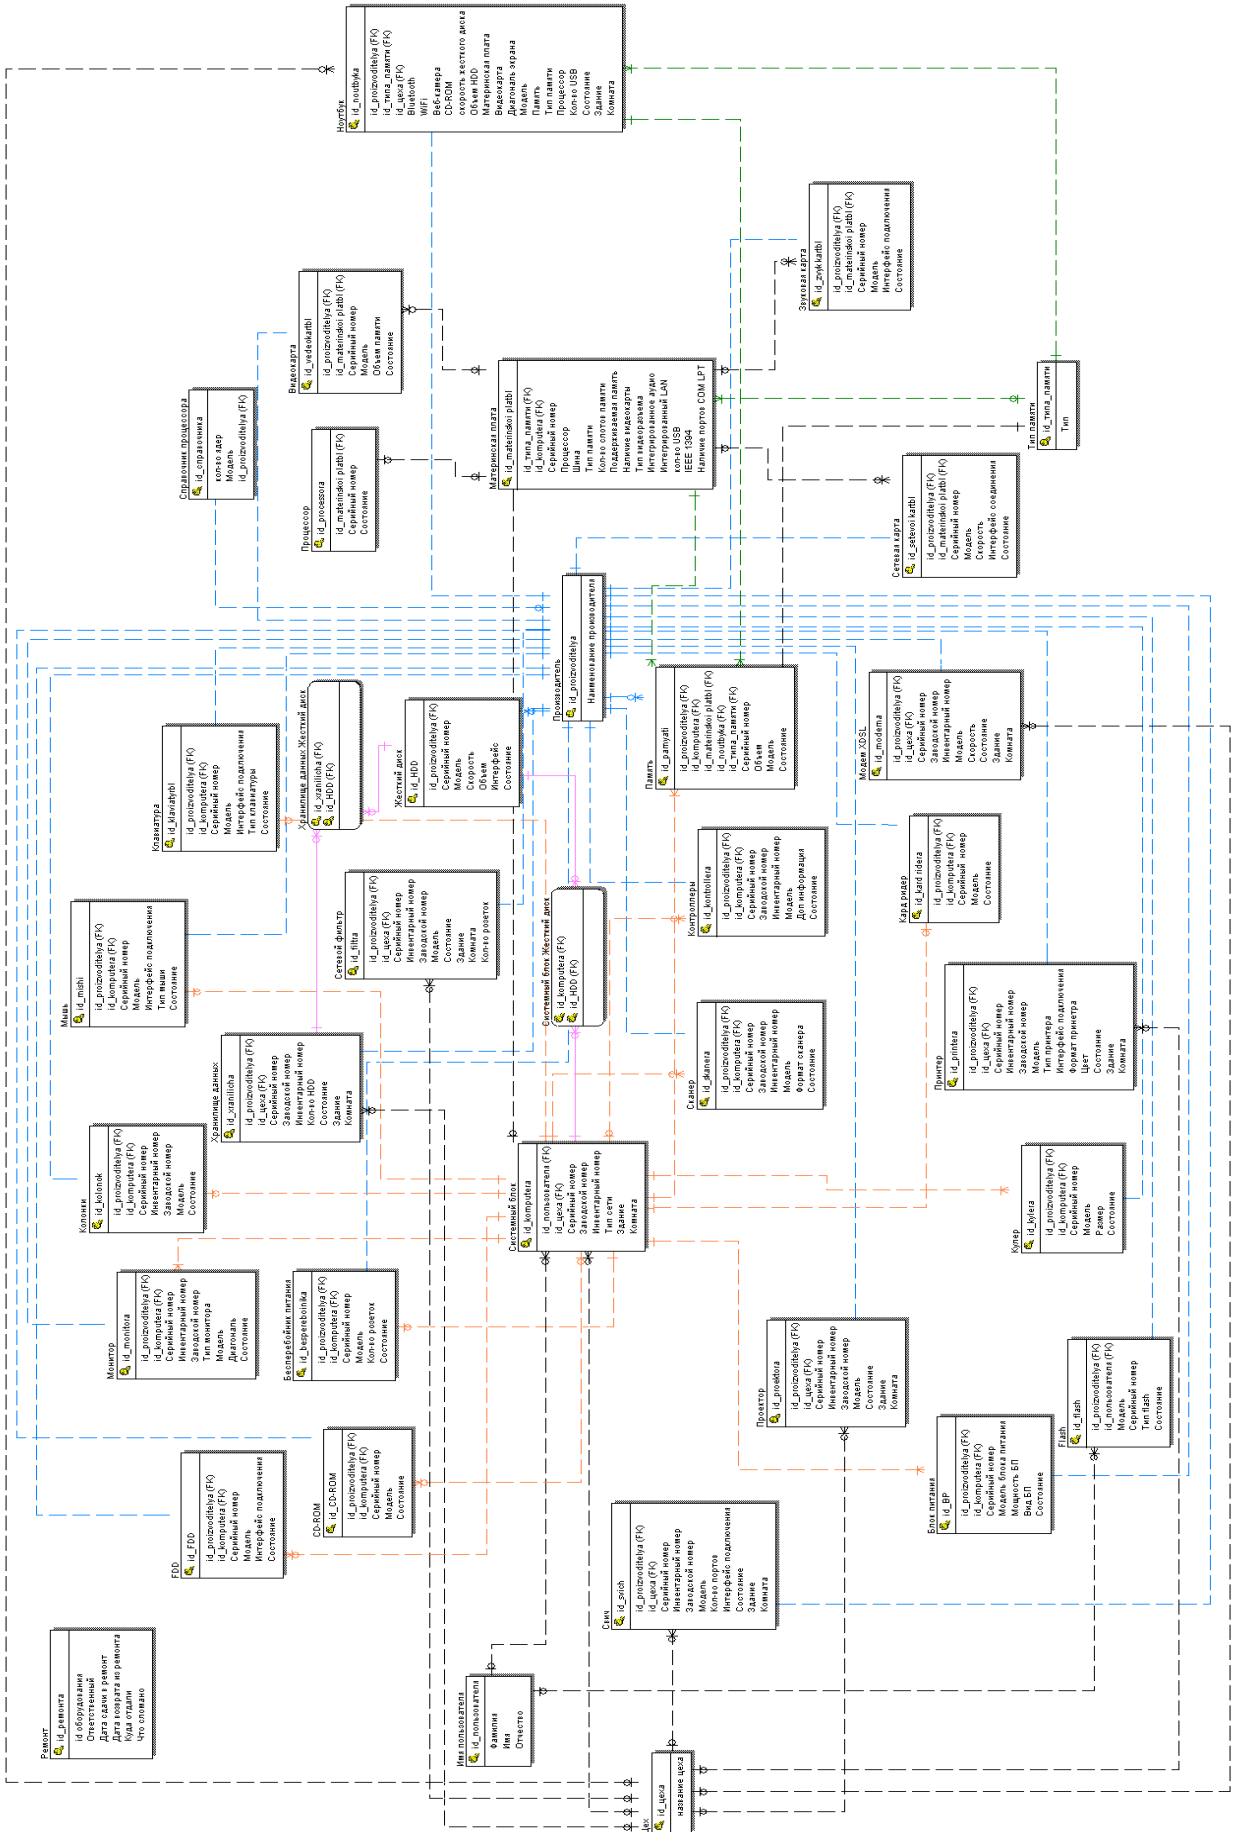 Ноутбук
id_noutbyka
id_proizvoditelya (FK)
id_типа_памяти (FK)
id_цеха (FK)
Bluetooth
WiFi
Веб-камера
CD-ROM
скорость жесткого диска
Объем HDD
Материнская плата
Видеокарта
Диагональ экрана
Модель
Память
Тип памяти
Процессор
Кол-во USB
Состояние
Здание
Комната
Звуковая карта
id_zvyk kartbl
id_proizvoditelya (FK)
id_materinskoi platbl (FK)
Серийный номер
Модель
Интерфейс подключения
Состояние
Видеокарта
id_vedeokartbl
id_proizvoditelya (FK)
id_materinskoi platbl (FK)
Серийный номер
Модель
Объем памяти
Состояние
Справочник процессора
id_справочника
кол-во ядер
Модель
id_proizvoditelya (FK)
Процессор
id_processora
id_materinskoi platbl (FK)
Серийный номер
Состояние
Материнская плата
id_materinskoi platbl
id_типа_памяти (FK)
id_komputera (FK)
Серийный номер
Процессор
Шина
Тип памяти
Кол-во слотов памяти
Поддерживаемая память
Наличие видеокарты
Тип видеоразъема
Интегрированное аудио
Интегрированный LAN
кол-во USB
IEEE 1394
Наличие портов COM LPT
Тип памяти
id_типа_памяти
Тип
Сетевая карта
id_setevoi kartbl
id_proizvoditelya (FK)
id_materinskoi platbl (FK)
Серийный номер
Модель
Скорость
Интерфейс соединения
Состояние
Производитель
id_proizvoditelya
Наименование производителя
Клавиатура
id_klaviatyrbl
id_proizvoditelya (FK)
id_komputera (FK)
Серийный номер
Модель
Интерфейс подключения
Тип клавиатуры
Состояние
Хранилище данных Жесткий диск
id_xranilicha (FK)
id_HDD (FK)
Жесткий диск
id_HDD
id_proizvoditelya (FK)
Серийный номер
Модель
Скорость
Объем
Интерфейс
Состояние
Память
id_pamyati
id_proizvoditelya (FK)
id_komputera (FK)
id_materinskoi platbl (FK)
id_noutbyka (FK)
id_типа_памяти (FK)
Серийный номер
Объем
Модель
Состояние
Модем XDSL
id_modema
id_proizvoditelya (FK)
id_цеха (FK)
Серийный номер
Заводской номер
Инвентарный номер
Модель
Скорость
Состояние
Здание
Комната
Мышь
id_mishi
id_proizvoditelya (FK)
id_komputera (FK)
Серийный номер
Модель
Интерфейс подключения
Тип мыши
Состояние
Сетевой фильтр
id_filtra
id_proizvoditelya (FK)
id_цеха (FK)
Серийный номер
Инвентарный номер
Заводской номер
Модель
Состояние
Здание
Комната
Кол-во розеток
Системный блок Жесткий диск
id_komputera (FK)
id_HDD (FK)
Контроллеры
id_kontrollera
id_proizvoditelya (FK)
id_komputera (FK)
Серийный номер
Заводской номер
Инвентарный номер
Модель
Доп информация
Состояние
Кард ридер
id_kard ridera
id_proizvoditelya (FK)
id_komputera (FK)
Серийный номер
Модель
Состояние
Хранилище данных
id_xranilicha
id_proizvoditelya (FK)
id_цеха (FK)
Серийный номер
Заводской номер
Инвентарный номер
Кол-во HDD
Состояние
Здание
Комната
Сканер
id_skanera
id_proizvoditelya (FK)
id_komputera (FK)
Серийный номер
Заводской номер
Инвентарный номер
Модель
Формат сканера
Состояние
Принтер
id_printera
id_proizvoditelya (FK)
id_цеха (FK)
Серийный номер
Инвентарный номер
Заводской номер
Модель
Тип принтера
Интерфейс подключения
Формат принетра
Цвет
Состояние
Здание
Комната
Колонки
id_kolonok
id_proizvoditelya (FK)
id_komputera (FK)
Серийный номер
Инвентарный номер
Заводской номер
Модель
Состояние
Системный блок
id_komputera
id_пользователя (FK)
id_цеха (FK)
Серийный номер
Заводской номер
Инвентарный номер
Тип сети
Здание
Комната
Кулер
id_kylera
id_proizvoditelya (FK)
id_komputera (FK)
Серийный номер
Модель
Размер
Состояние
Монитор
id_monitora
id_proizvoditelya (FK)
id_komputera (FK)
Серийный номер
Инвентарный номер
Заводской номер
Тип монитора
Модель
Диагональ
Состояние
Бесперебойник питания
id_bespereboinika
id_proizvoditelya (FK)
id_komputera (FK)
Серийный номер
Модель
Кол-во розеток
Состояние
Проектор
id_proektora
id_proizvoditelya (FK)
id_цеха (FK)
Серийный номер
Инвентарный номер
Заводской номер
Модель
Состояние
Здание
Комната
Flash
id_flash
id_proizvoditelya (FK)
id_пользователя (FK)
Модель
Серийный номер
Тип flash
Состояние
FDD
id_FDD
id_proizvoditelya (FK)
id_komputera (FK)
Серийный номер
Модель
Интерфейс подключения
Состояние
CD-ROM
id_CD-ROM
id_proizvoditelya (FK)
id_komputera (FK)
Серийный номер
Модель
Состояние
Блок питания
id_BP
id_proizvoditelya (FK)
id_komputera (FK)
Серийный номер
Модель блока питания
Мощность БП
Вид БП
Состояние
Свич
id_svich
id_proizvoditelya (FK)
id_цеха (FK)
Серийный номер
Инвентарный номер
Заводской номер
Модель
Кол-во портов
Интерфейс подключения
Состояние
Здание
Комната
Ремонт
id_ремонта
id оборудования
Ответственный
Дата сдачи в ремонт
Дата возврата из ремонта
Куда отдали
Что сломано
Имя пользователя
id_пользователя
Фамилия
Имя
Отчество
цех
id_цеха
название цеха